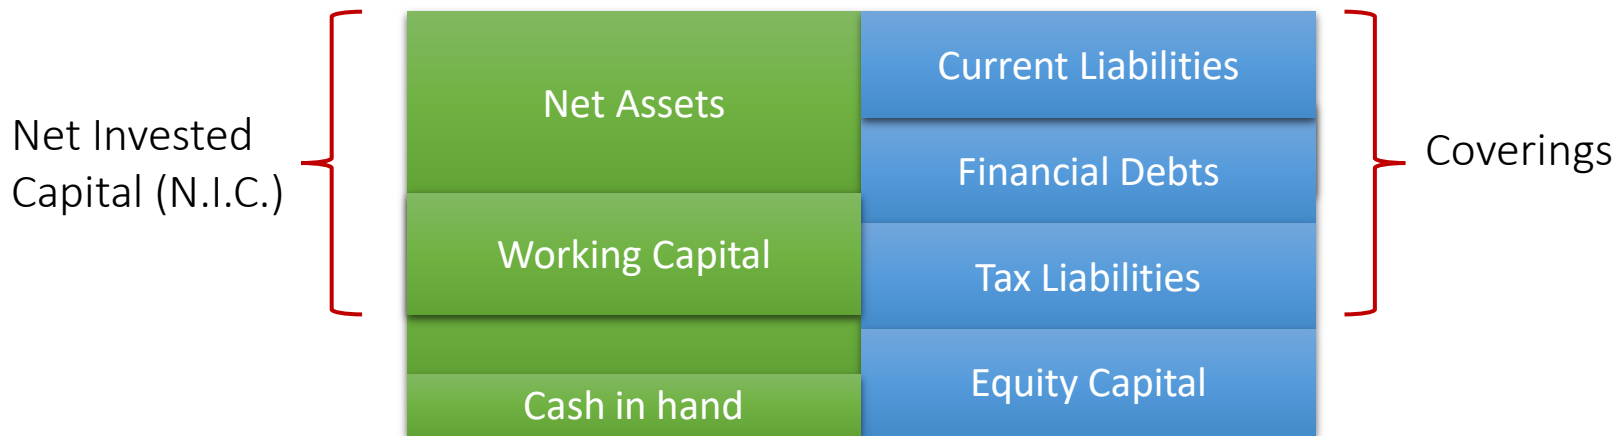 Net Invested
Capital (N.I.C.)
Net Assets
Working Capital
Cash in hand
Current Liabilities
Financial Debts
Tax Liabilities
Equity Capital
Coverings